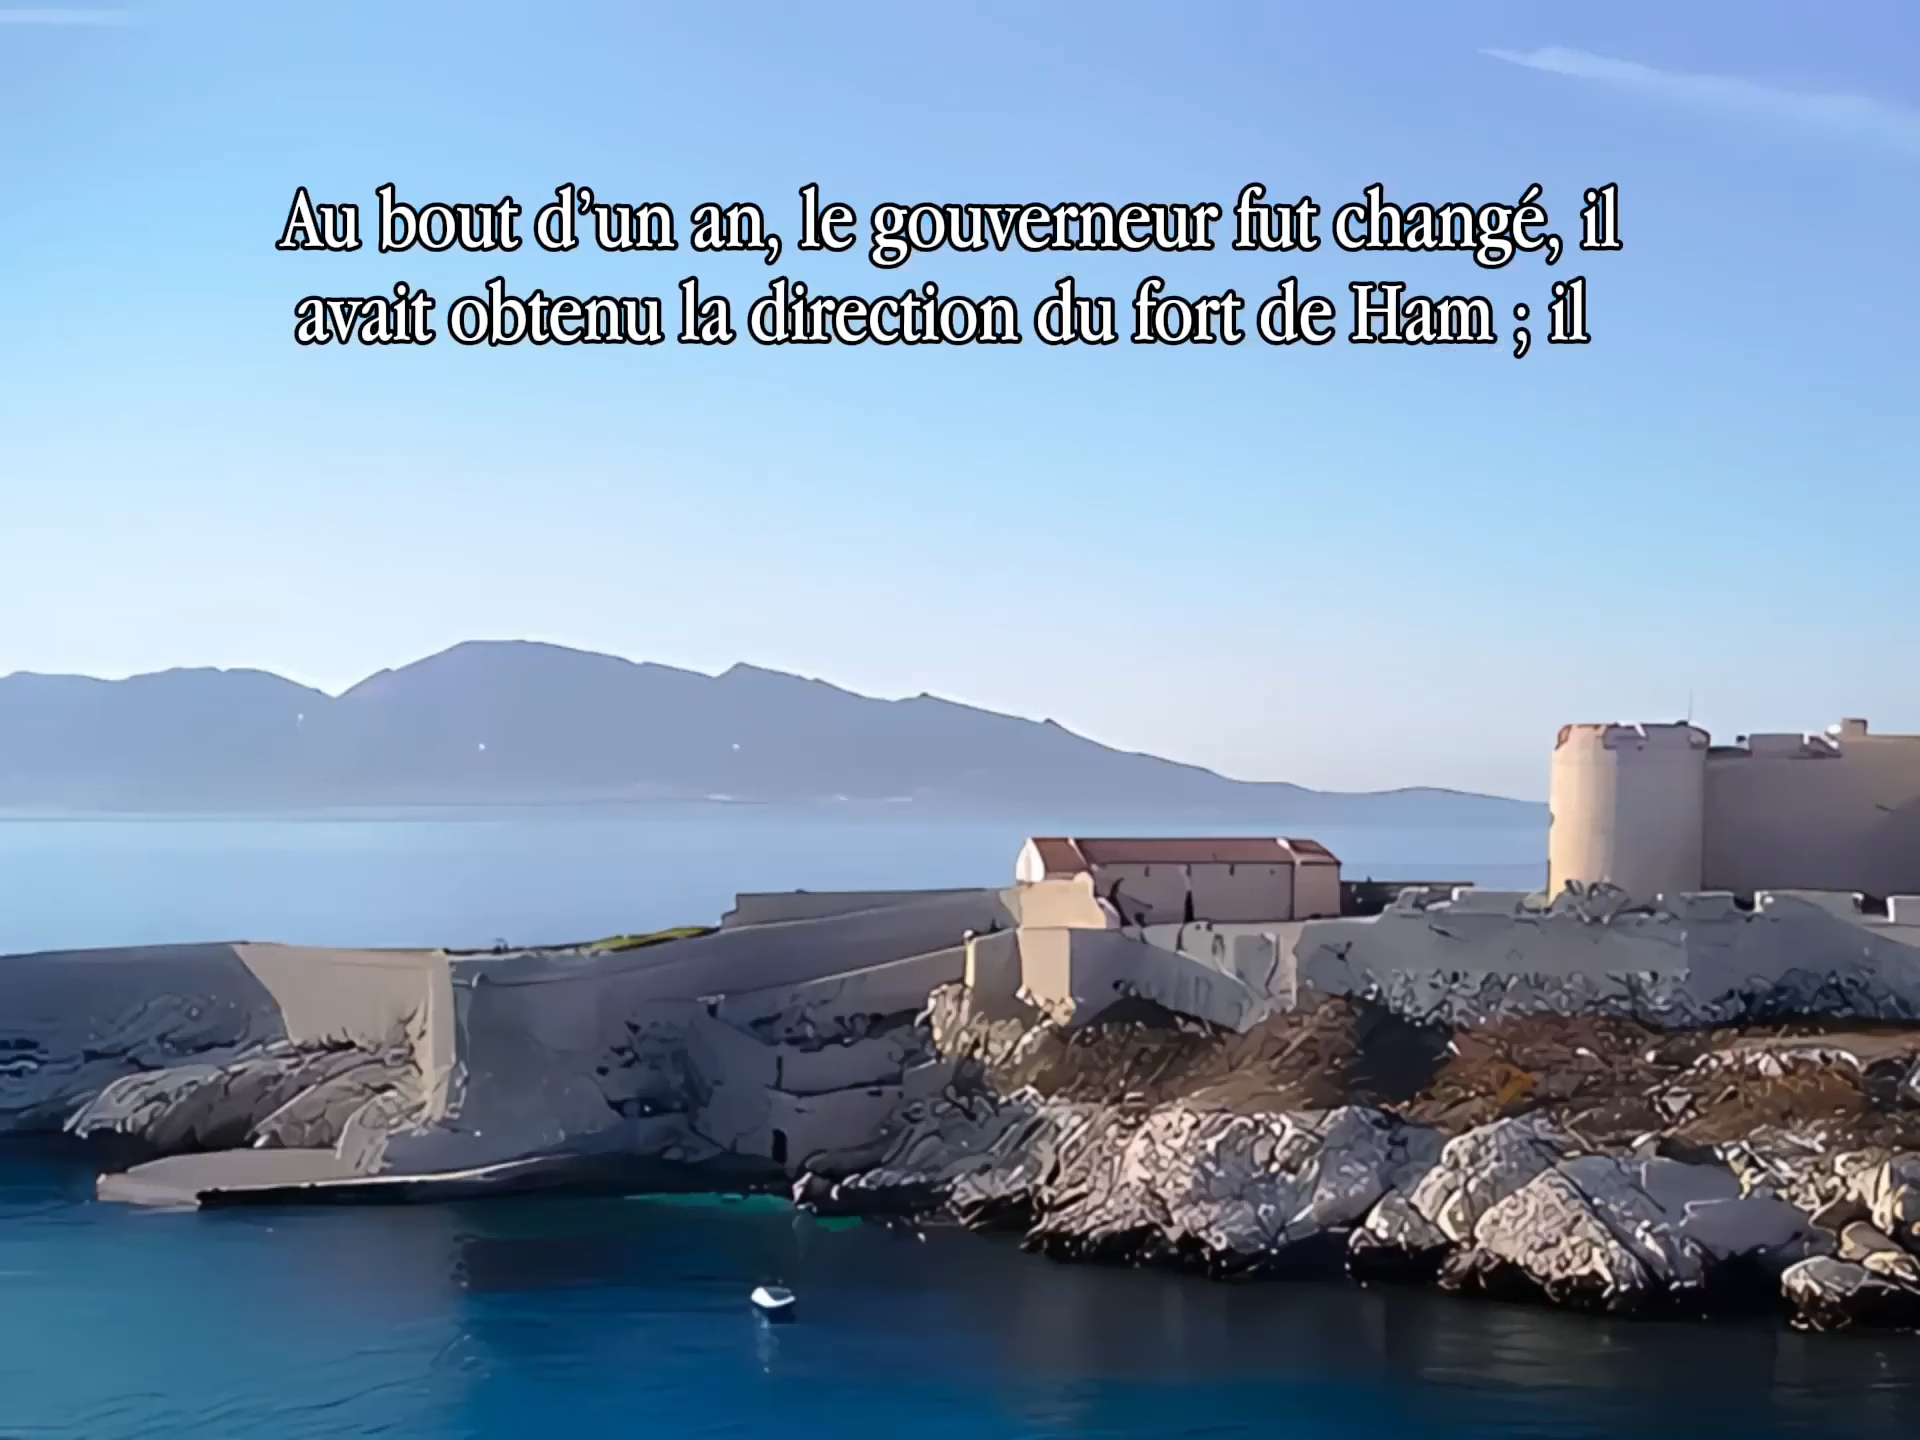 Au bout d’un an, le gouverneur fut changé, il
avait obtenu la direction du fort de Ham ; il